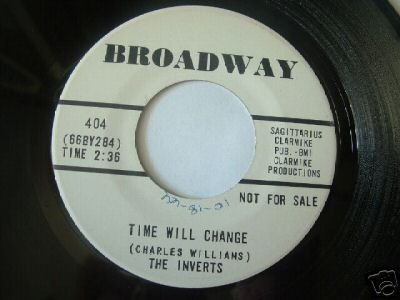 BROADWAY
404
(66BY284)
TIME 2:36
SAGITTARIUS
CLARMIKE
PUB.-BMI
CLARMIKE
PRODUCTIONS
NOT FOR SALE
TIME WILL CHANGE
(CHARLES WILLIAMS)
THE INVERTS